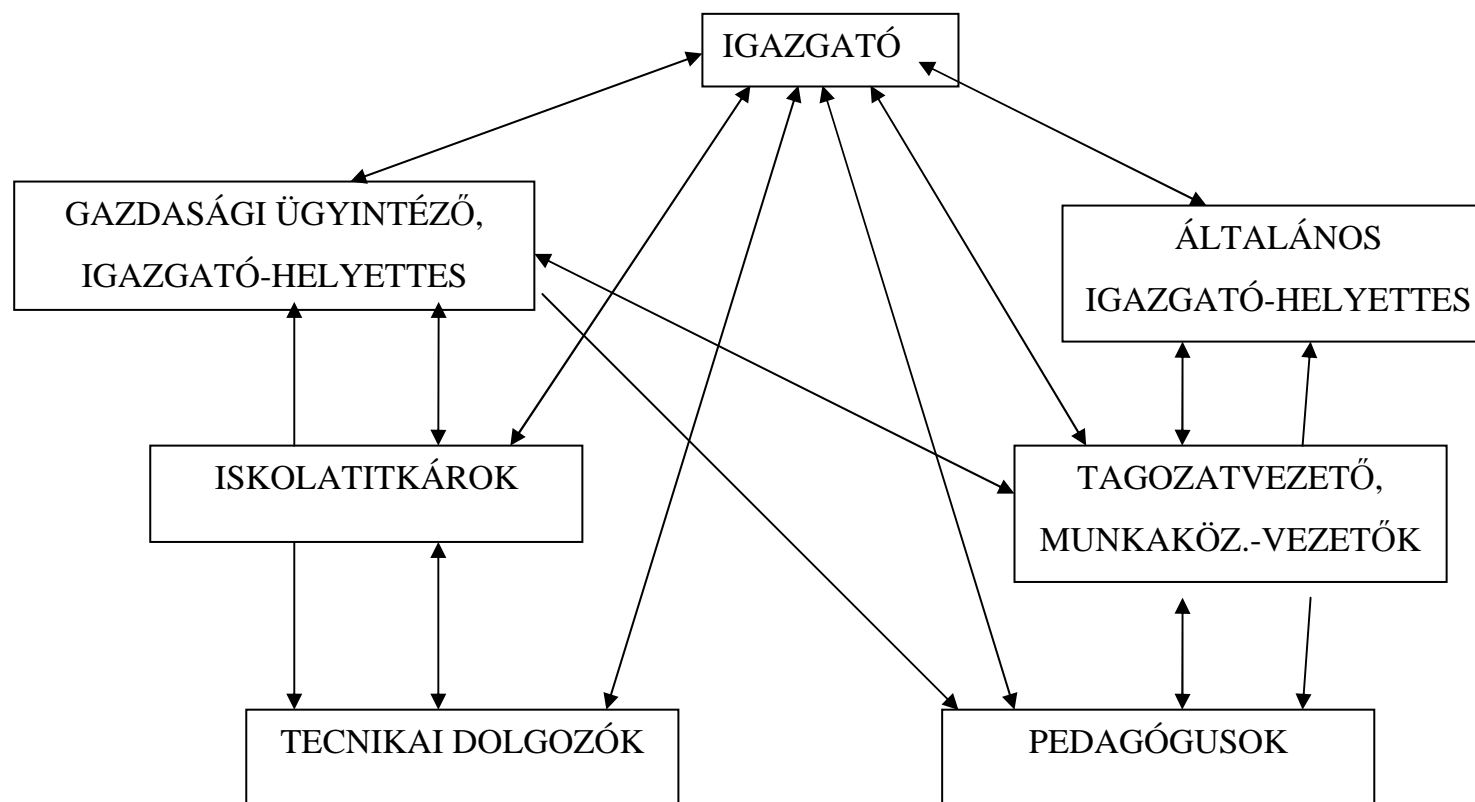 IGAZGATÓ
GAZDASÁGI ÜGYINTÉZŐ,
IGAZGATÓ-HELYETTES
ÁLTALÁNOS
IGAZGATÓ-HELYETTES
ISKOLATITKÁROK
TAGOZATVEZETŐ,
MUNKAKÖZ.-VEZETŐK
TECNIKAI DOLGOZÓK
PEDAGÓGUSOK